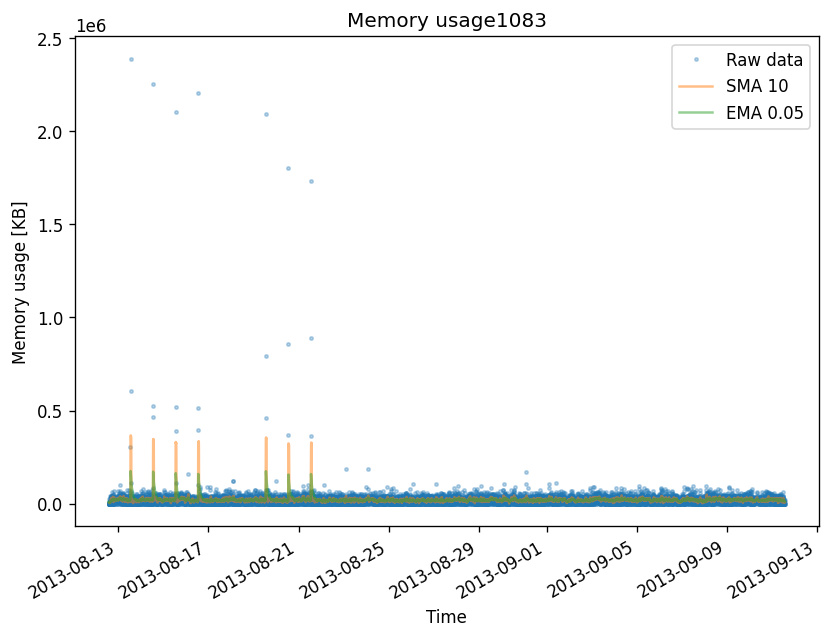 Memory usage1083
1e6
2.5
2.0
1.5
1.0
0.5
0.0
Memory usage [KB]
Raw data
SMA 10
EMA 0.05
2013-08-13
2013-08-17
2013-08-21
2013-08-25
2013-08-29
2013-09-01
2013-09-05
2013-09-09
2013-09-13
Time